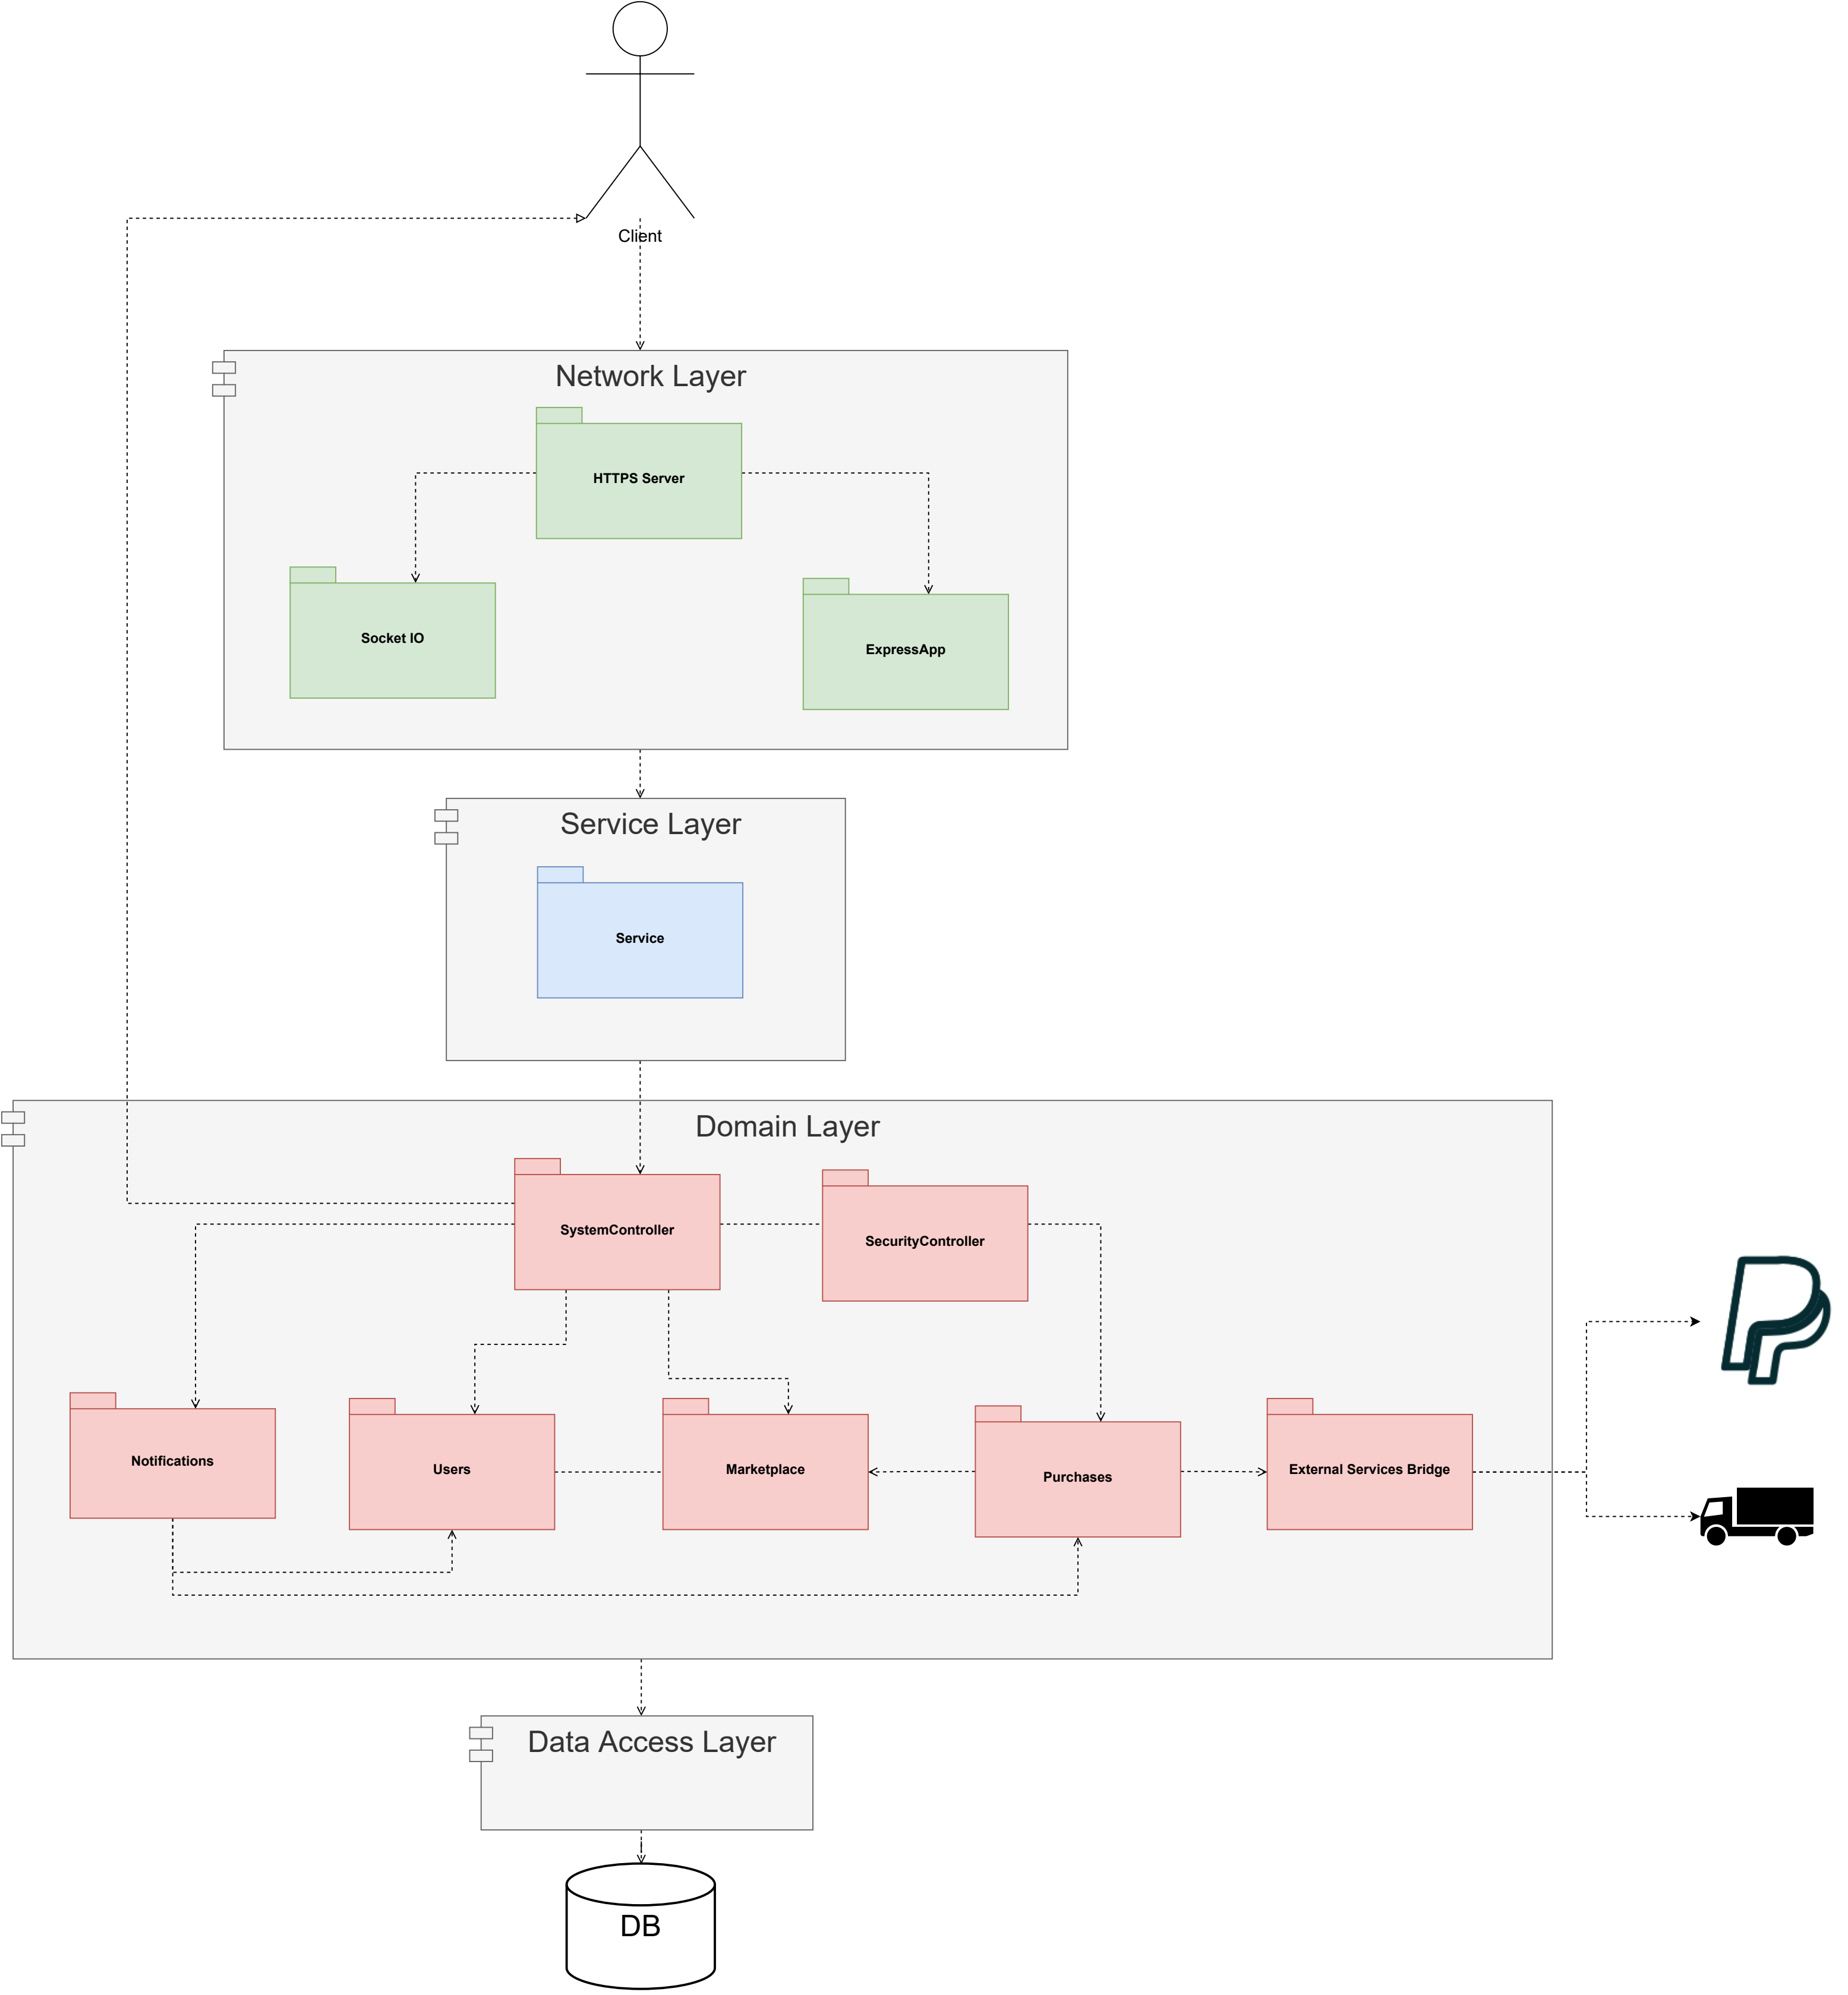 Client
Network Layer
HTTPS Server
Socket IO
ExpressApp
Service Layer
Service
Domain Layer
SystemController
SecurityController
Notifications
Users
Marketplace
Purchases
External Services Bridge
Data Access Layer
DB